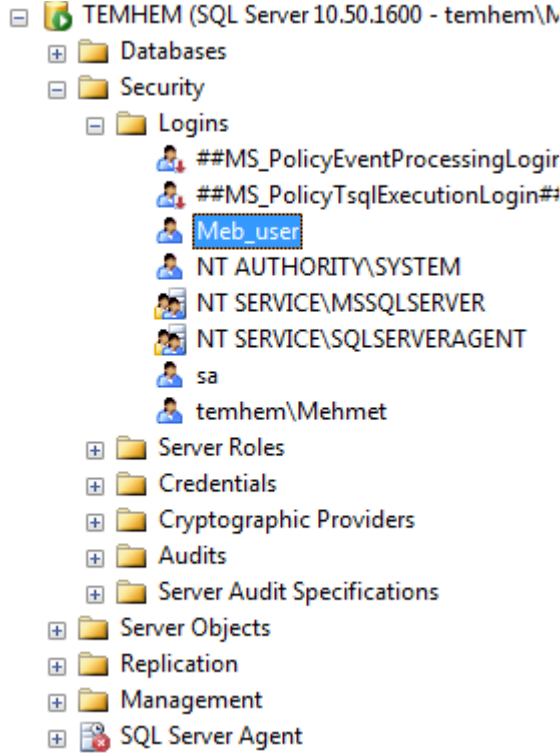 TEMHEM (SQL Server 10.50.1600 - temhem\M
Databases
Security
Logins
##MS_PolicyEventProcessingLogin
##MS_PolicyTsqlExecutionLogin##
Meb_user
NT AUTHORITY\SYSTEM
NT SERVICE\MSSQLSERVER
NT SERVICE\SQLSERVERAGENT
sa
temhem\Mehmet
Server Roles
Credentials
Cryptographic Providers
Audits
Server Audit Specifications
Server Objects
Replication
Management
SQL Server Agent